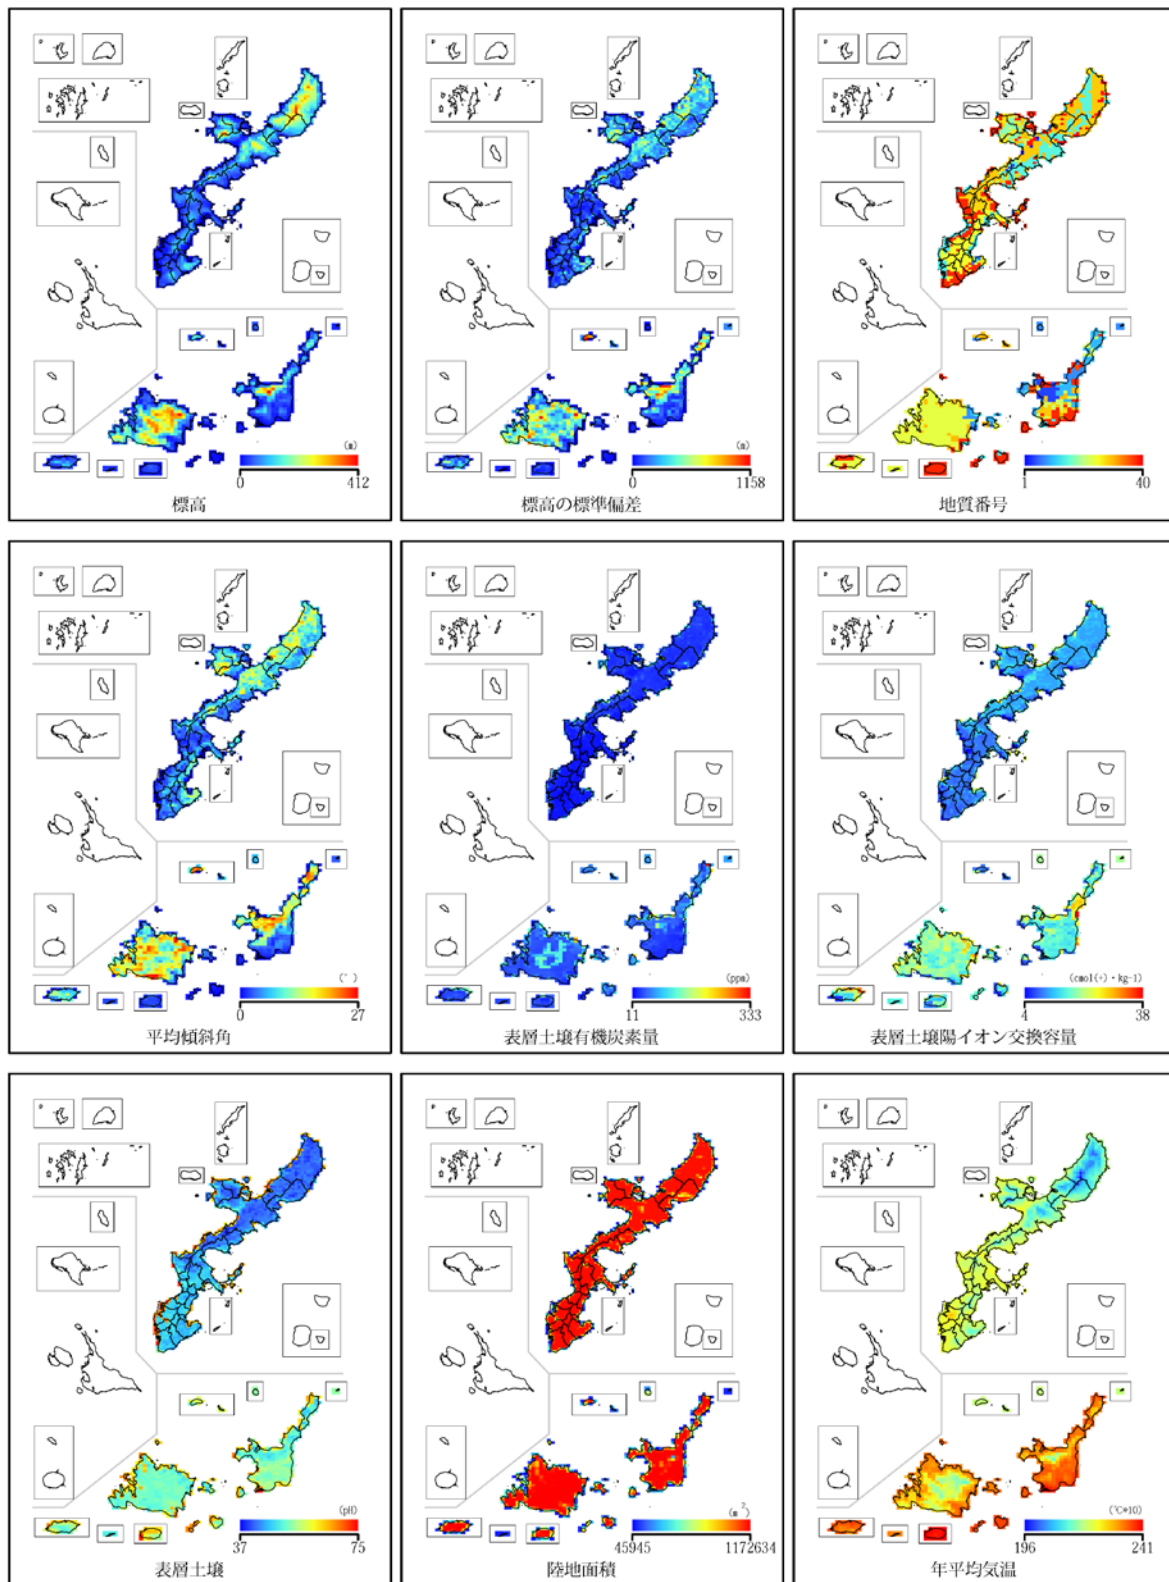 (m)
0 412
標高
(m)
0 1158
標高の標準偏差
1 40
地質番号
(°)
0 27
平均傾斜角
(ppm)
11 333
表層土壌有機炭素量
(cmol(+)・kg-1)
4 38
表層土壌陽イオン交換容量
(pH)
37 75
表層土壌
(m²)
45945 1172634
陸地面積
(℃*10)
196 241
年平均気温